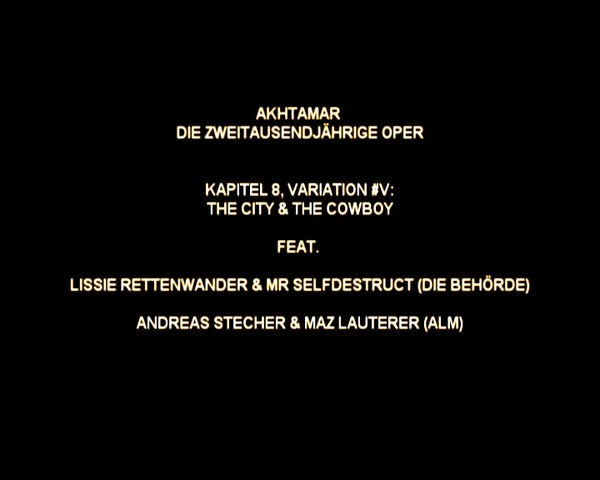 AKHTAMAR
DIE ZWEITAUSENDJÄHRIGE OPER
KAPITEL 8, VARIATION #V:
THE CITY & THE COWBOY
FEAT.
LISSIE RETTENWANDER & MR SELFDESTRUCT (DIE BEHÖRDE)
ANDREAS STECHER & MAZ LAUTERER (ALM)